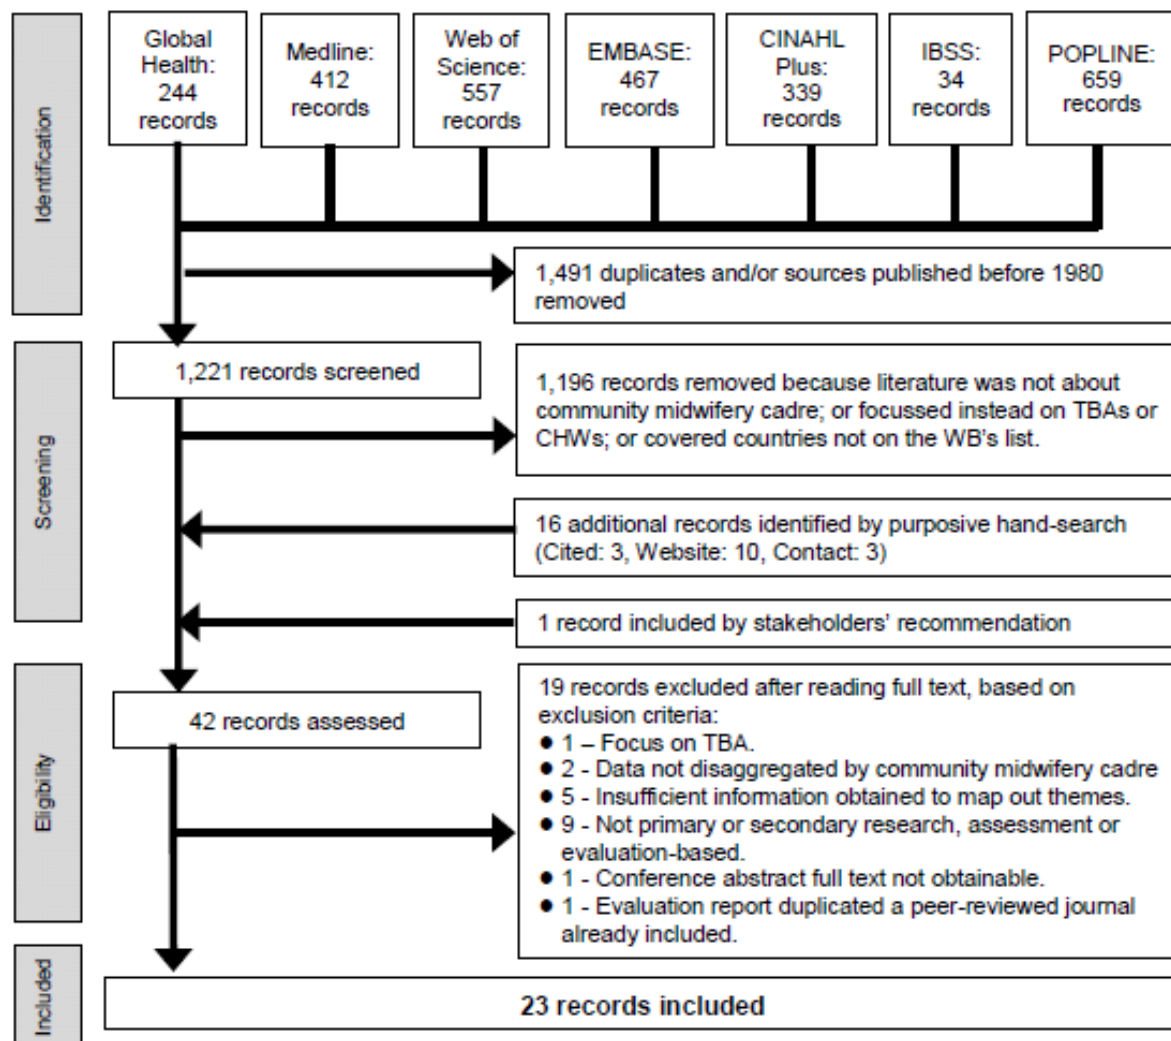 Identification
Global
Health:
244
records
Medline:
412
records
Web of
Science:
557
records
EMBASE:
467
records
CINAHL
Plus:
339
records
IBSS:
34
records
POPLINE:
659
records
1,491 duplicates and/or sources published before 1980
removed
Screening
1,221 records screened
1,196 records removed because literature was not about
community midwifery cadre; or focussed instead on TBAs or
CHWs; or covered countries not on the WB's list.
16 additional records identified by purposive hand-search
(Cited: 3, Website: 10, Contact: 3)
1 record included by stakeholders' recommendation
Eligibility
42 records assessed
19 records excluded after reading full text, based on
exclusion criteria:
● 1 – Focus on TBA.
● 2 - Data not disaggregated by community midwifery cadre
● 5 - Insufficient information obtained to map out themes.
● 9 - Not primary or secondary research, assessment or
evaluation-based.
● 1 - Conference abstract full text not obtainable.
● 1 - Evaluation report duplicated a peer-reviewed journal
already included.
Included
23 records included